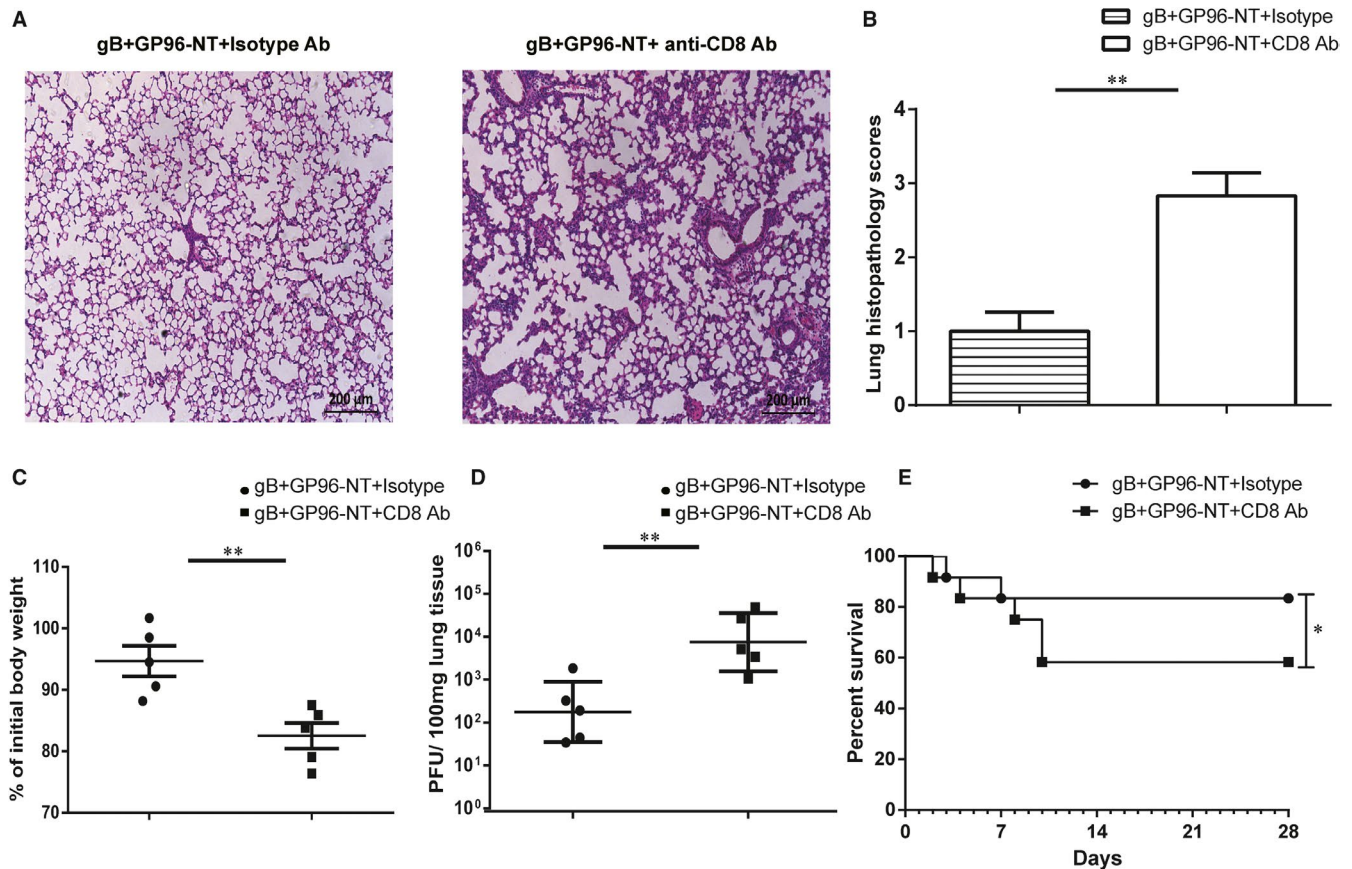 A
gB+GP96-NT+Isotype Ab
gB+GP96-NT+ anti-CD8 Ab
200 μm
200 μm
B
gB+GP96-NT+Isotype
gB+GP96-NT+CD8 Ab
**
Lung histopathology scores
4
3
2
1
0
C
gB+GP96-NT+Isotype
gB+GP96-NT+CD8 Ab
**
% of initial body weight
110
100
90
80
70
D
gB+GP96-NT+Isotype
gB+GP96-NT+CD8 Ab
**
PFU/ 100mg lung tissue
10⁶
10⁵
10⁴
10³
10²
10¹
10⁰
E
gB+GP96-NT+Isotype
gB+GP96-NT+CD8 Ab
Percent survival
100
80
60
40
20
0
*
0 7 14 21 28
Days